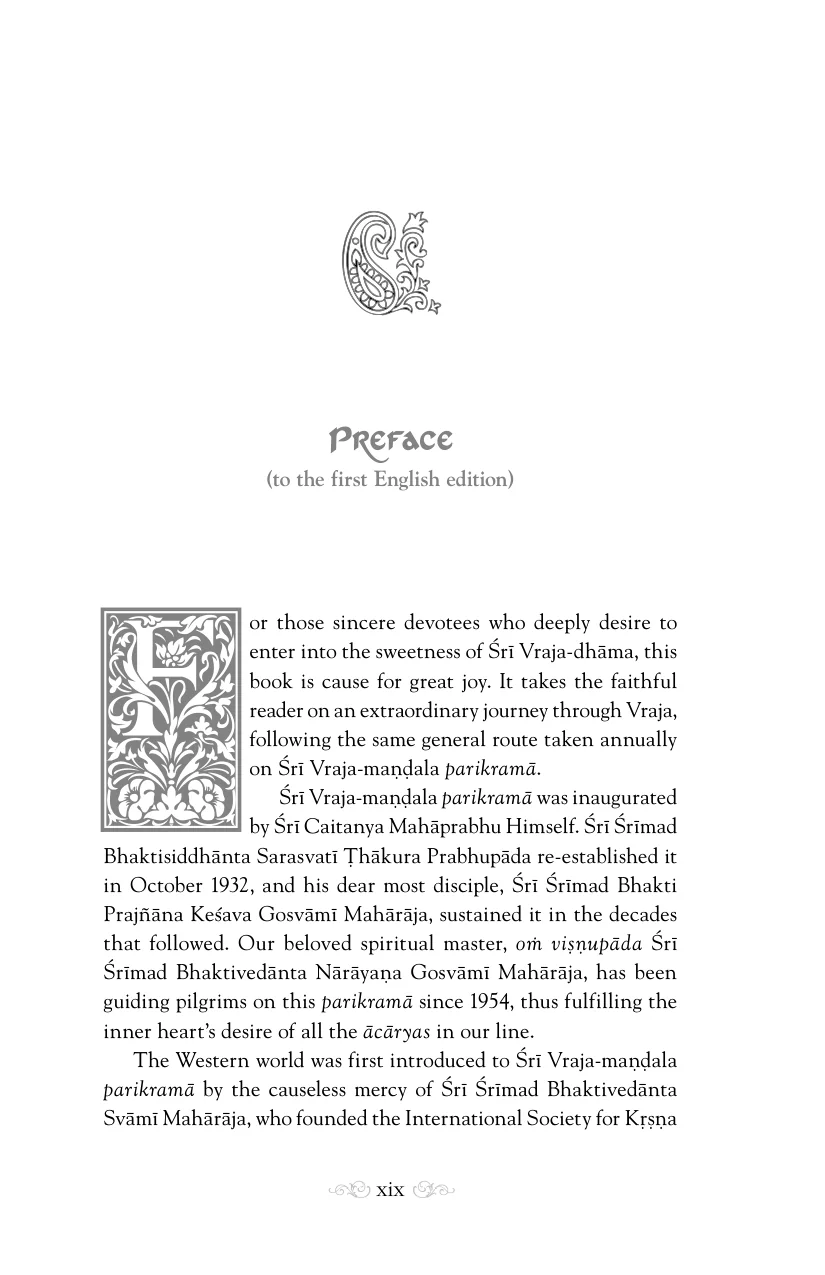 Preface
(to the first English edition)
For those sincere devotees who deeply desire to
enter into the sweetness of Śrī Vraja-dhāma, this
book is cause for great joy. It takes the faithful
reader on an extraordinary journey through Vraja,
following the same general route taken annually
on Śrī Vraja-maṇḍala parikramā.
Śrī Vraja-maṇḍala parikramā was inaugurated
by Śrī Caitanya Mahāprabhu Himself. Śrī Śrīmad
Bhaktisiddhānta Sarasvatī Ṭhākura Prabhupāda re-established it
in October 1932, and his dear most disciple, Śrī Śrīmad Bhakti
Prajñāna Keśava Gosvāmī Mahārāja, sustained it in the decades
that followed. Our beloved spiritual master, oṁ viṣṇupāda Śrī
Śrīmad Bhaktivedānta Nārāyaṇa Gosvāmī Mahārāja, has been
guiding pilgrims on this parikramā since 1954, thus fulfilling the
inner heart's desire of all the ācāryas in our line.
The Western world was first introduced to Śrī Vraja-maṇḍala
parikramā by the causeless mercy of Śrī Śrīmad Bhaktivedānta
Svāmī Mahārāja, who founded the International Society for Kṛṣṇa
xix